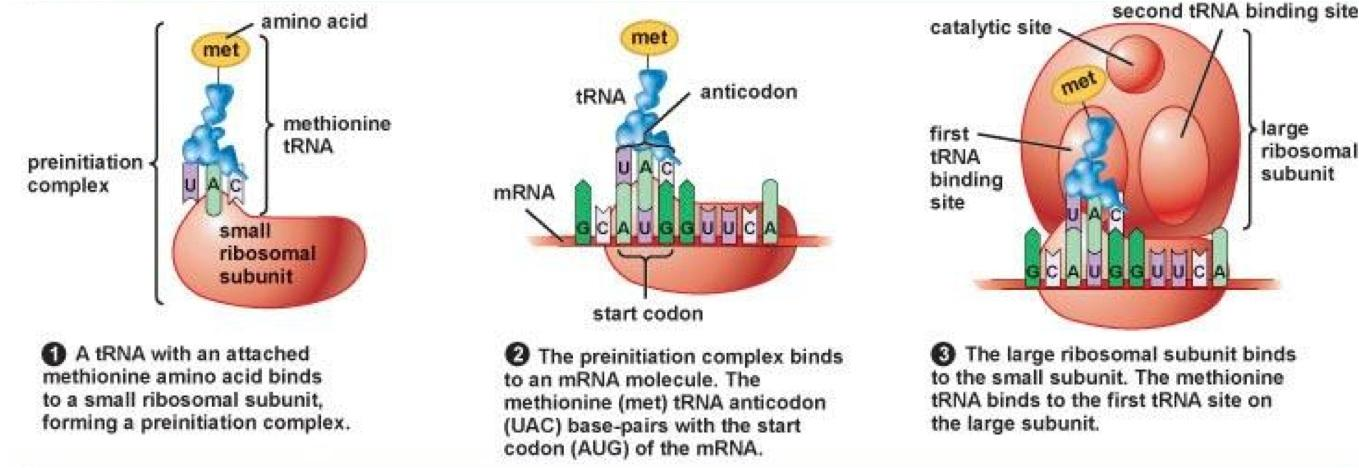 amino acid
met
preinitiation
complex
methionine
tRNA
U A C
small
ribosomal
subunit
1 A tRNA with an attached
methionine amino acid binds
to a small ribosomal subunit,
forming a preinitiation complex.
met
tRNA
anticodon
U A C
mRNA
G C A U G G U U C A
start codon
2 The preinitiation complex binds
to an mRNA molecule. The
methionine (met) tRNA anticodon
(UAC) base-pairs with the start
codon (AUG) of the mRNA.
second tRNA binding site
catalytic site
met
first
tRNA
binding
site
large
ribosomal
subunit
U A C
G C A U G G U U C A
3 The large ribosomal subunit binds
to the small subunit. The methionine
tRNA binds to the first tRNA site on
the large subunit.